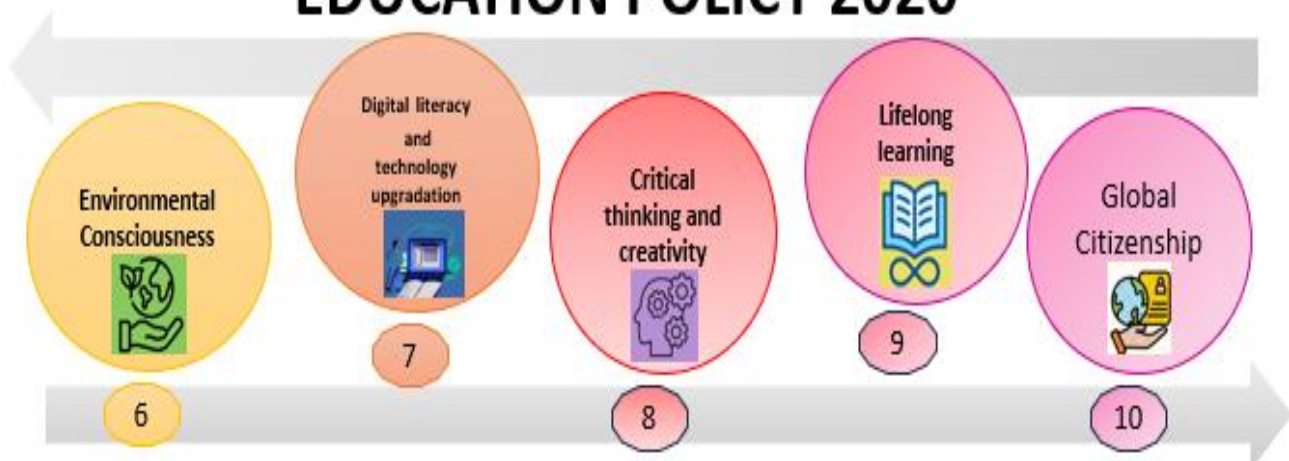 EDUCATION POLICY 2020
Environmental
Consciousness
6
Digital literacy
and
technology
upgradation
7
Critical
thinking and
creativity
8
Lifelong
learning
9
Global
Citizenship
10